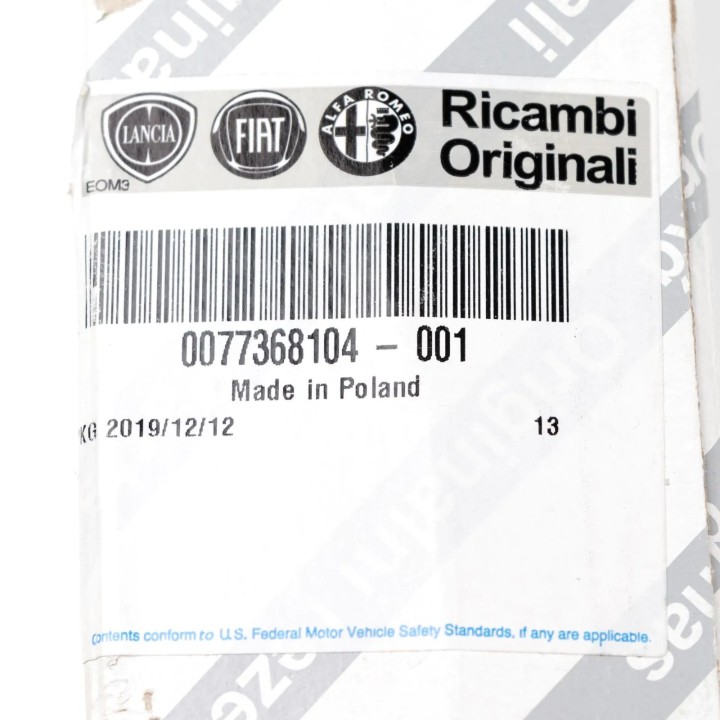 LANCIA
FIAT
ALFA ROMEO
Ricambi
Originali
EOM3
0077368104 - 001
Made in Poland
KG 2019/12/12 13
Contents conform to U.S. Federal Motor Vehicle Safety Standards, if any are applicable.
Originalni